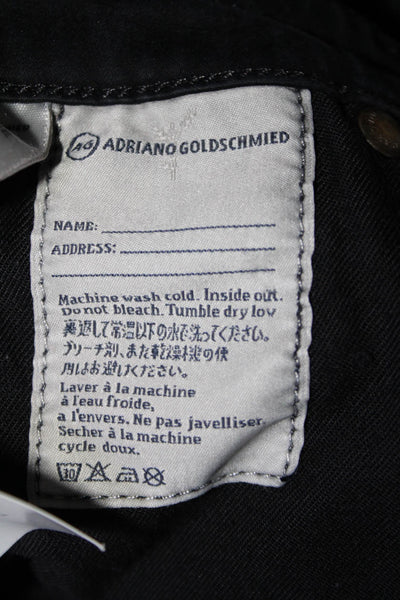 AG ADRIANO GOLDSCHMIED
NAME:
ADDRESS:
Machine wash cold. Inside out.
Do not bleach. Tumble dry low
裏返して常温以下の水で洗ってください。
ブリーチ剤、また乾燥機の使
用はお避けください。
Laver à la machine
à l'eau froide,
a l'envers. Ne pas javelliser.
Secher à la machine
cycle doux.
30